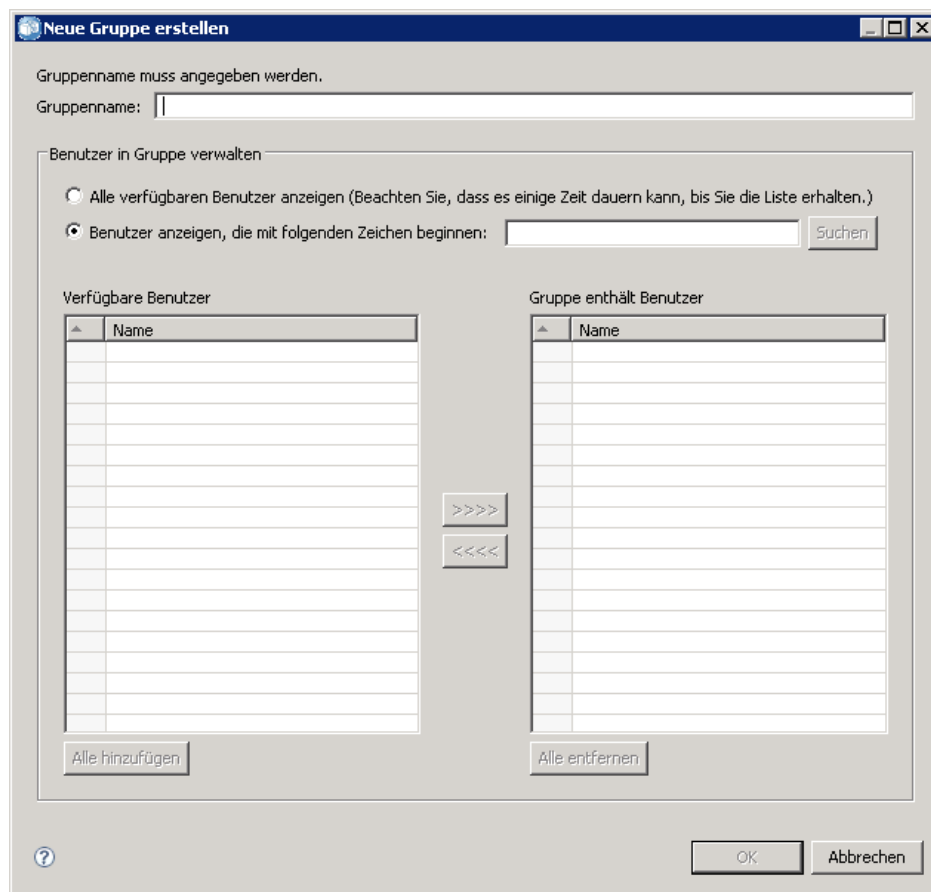 Neue Gruppe erstellen
Gruppenname muss angegeben werden.
Gruppenname:
Benutzer in Gruppe verwalten
Alle verfügbaren Benutzer anzeigen (Beachten Sie, dass es einige Zeit dauern kann, bis Sie die Liste erhalten.)
Benutzer anzeigen, die mit folgenden Zeichen beginnen: Suchen
Verfügbare Benutzer Gruppe enthält Benutzer
Name Name
>>>>
<<<<
Alle hinzufügen Alle entfernen
? OK Abbrechen